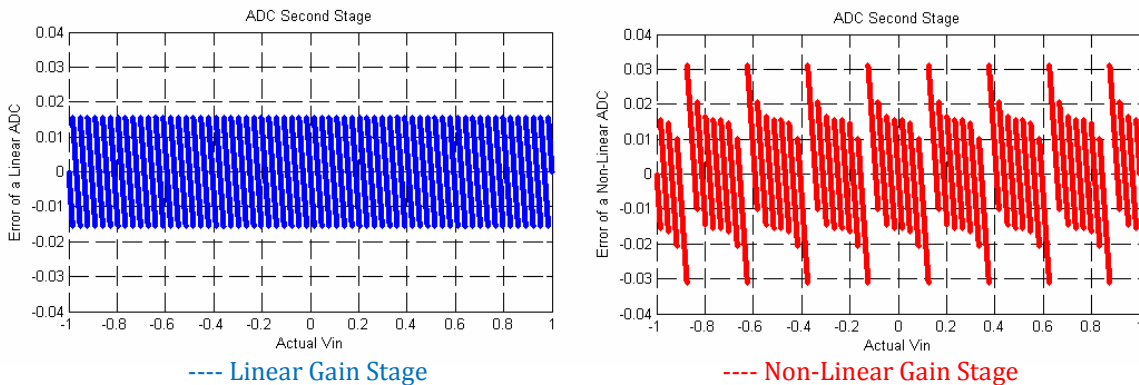 ADC Second Stage
0.04
0.03
0.02
0.01
0
-0.01
-0.02
-0.03
-0.04
Error of a Linear ADC
-1 -0.8 -0.6 -0.4 -0.2 0 0.2 0.4 0.6 0.8 1
Actual Vin
---- Linear Gain Stage
ADC Second Stage
0.04
0.03
0.02
0.01
0
-0.01
-0.02
-0.03
-0.04
Error of a Non-Linear ADC
-1 -0.8 -0.6 -0.4 -0.2 0 0.2 0.4 0.6 0.8 1
Actual Vin
---- Non-Linear Gain Stage